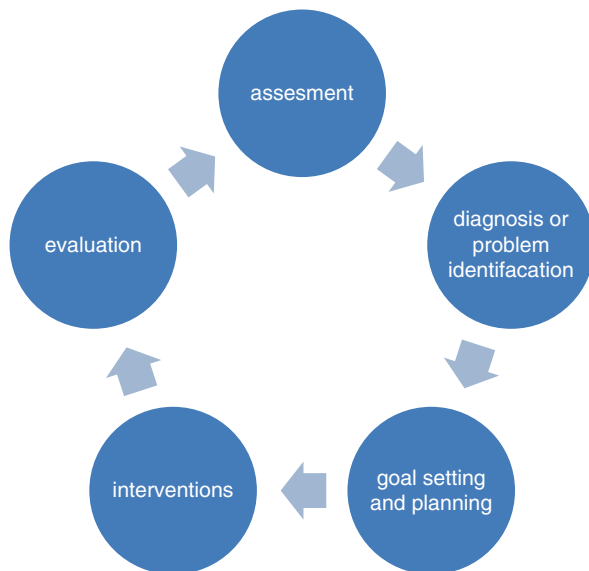 assesment
diagnosis or
problem
identifacation
goal setting
and planning
interventions
evaluation